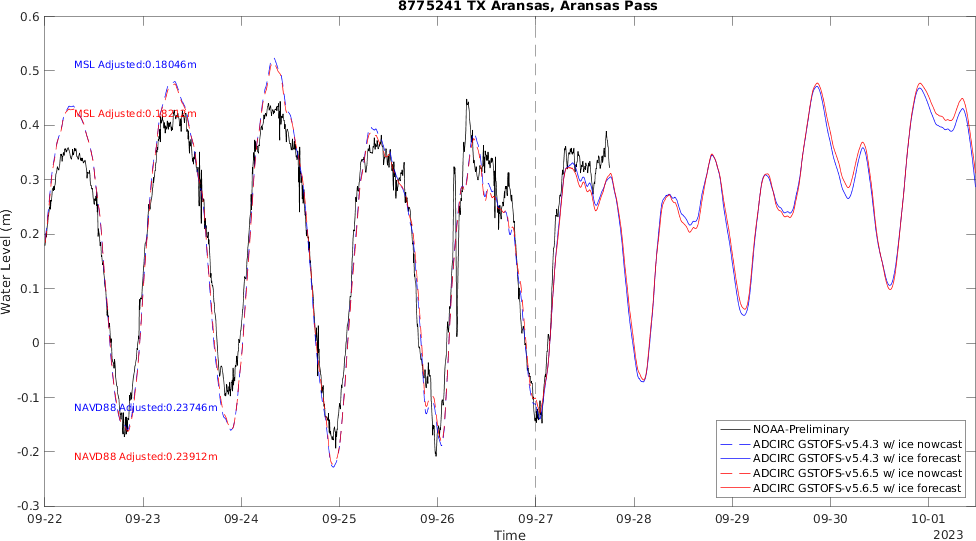 8775241 TX Aransas, Aransas Pass
0.6
0.5
0.4
0.3
0.2
0.1
0
-0.1
-0.2
-0.3
Water Level (m)
MSL Adjusted:0.18046m
MSL
NAVD88 Adjusted:0.23746m
NAVD88 Adjusted:0.23912m
NOAA-Preliminary
ADCIRC GSTOFS-v5.4.3 w/ ice nowcast
ADCIRC GSTOFS-v5.4.3 w/ ice forecast
ADCIRC GSTOFS-v5.6.5 w/ ice nowcast
ADCIRC GSTOFS-v5.6.5 w/ ice forecast
09-22 09-23 09-24 09-25 09-26 09-27 09-28 09-29 09-30 10-01
2023
Time